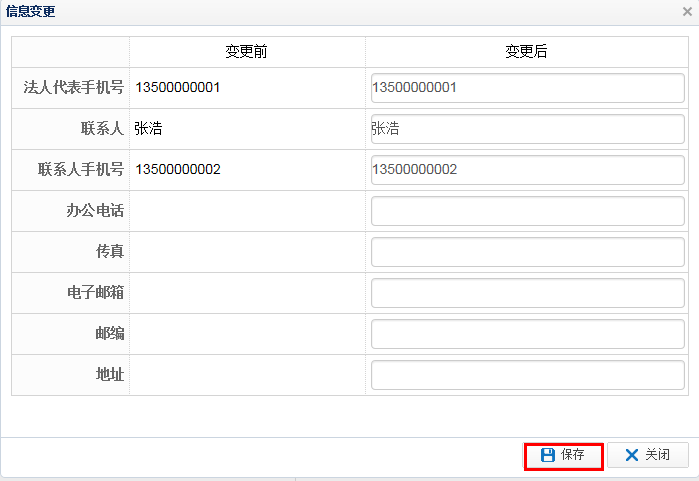 信息变更
变更前 变更后
法人代表手机号 13500000001 13500000001
联系人 张浩 张浩
联系人手机号 13500000002 13500000002
办公电话
传真
电子邮箱
邮编
地址
保存 关闭